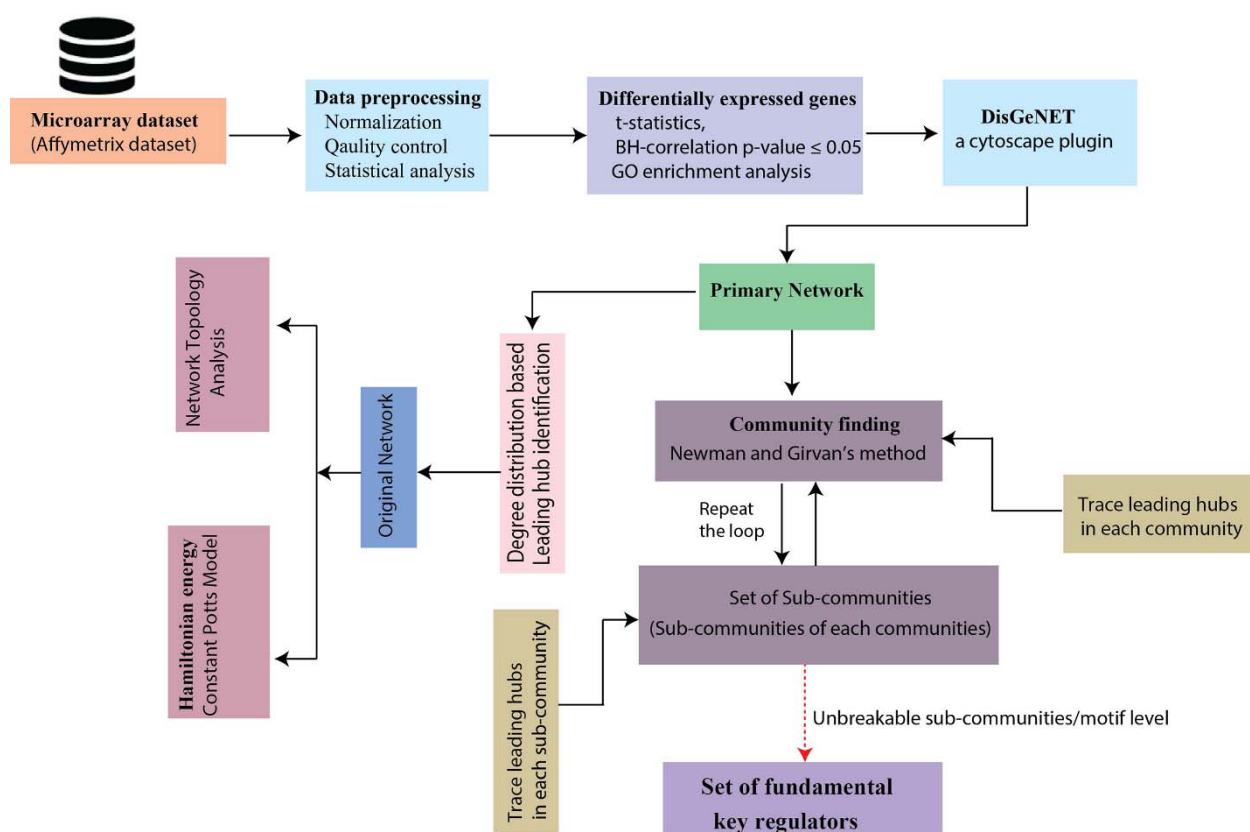 Microarray dataset
(Affymetrix dataset)
Data preprocessing
Normalization
Qaulity control
Statistical analysis
Differentially expressed genes
t-statistics,
BH-correlation p-value ≤ 0.05
GO enrichment analysis
DisGeNET
a cytoscape plugin
Primary Network
Network Topology
Analysis
Hamiltonian energy
Constant Potts Model
Original Network
Degree distribution based
Leading hub identification
Community finding
Newman and Girvan's method
Trace leading hubs
in each community
Repeat
the loop
Set of Sub-communities
(Sub-communities of each communities)
Trace leading hubs
in each sub-community
Unbreakable sub-communities/motif level
Set of fundamental
key regulators